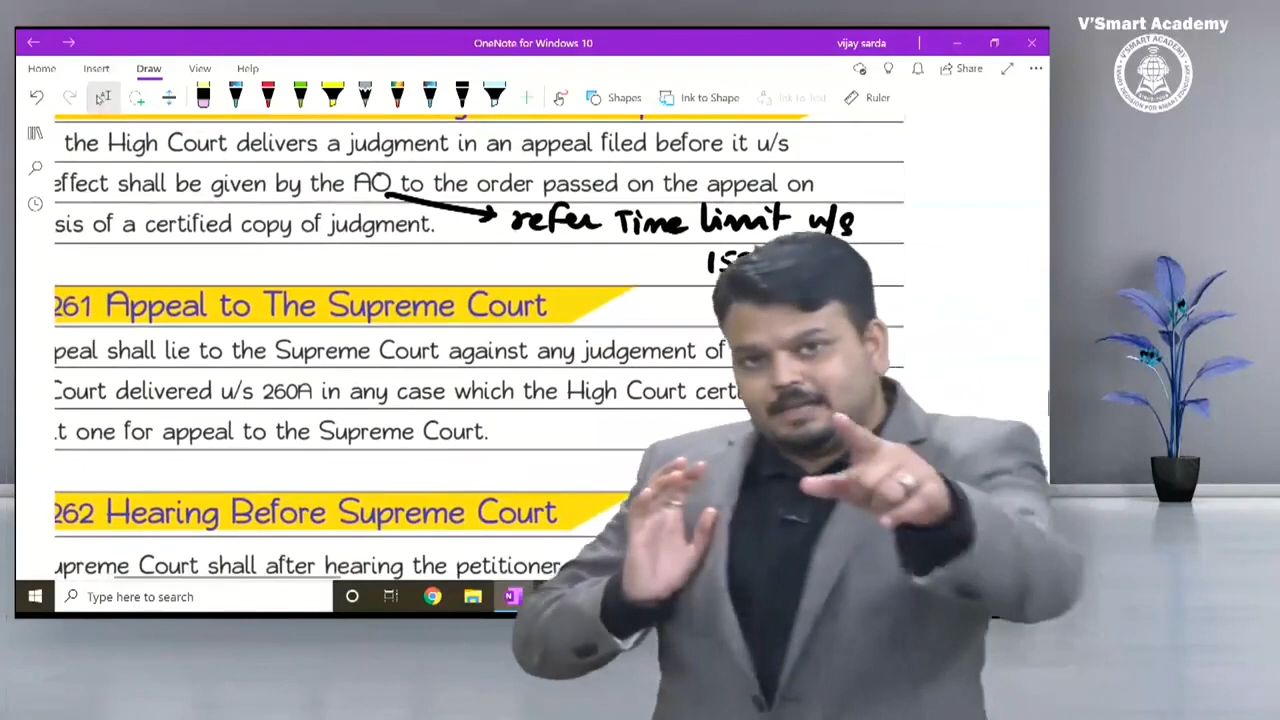 V'Smart Academy
OneNote for Windows 10
vijay sarda
Home Insert Draw View Help
Share
Shapes Ink to Shape Ink to Text Ruler
the High Court delivers a judgment in an appeal filed before it u/s
effect shall be given by the AO to the order passed on the appeal on
sis of a certified copy of judgment.
refer Time limit u/s
261 Appeal to The Supreme Court
peal shall lie to the Supreme Court against any judgement of
Court delivered u/s 260A in any case which the High Court cert
one for appeal to the Supreme Court.
262 Hearing Before Supreme Court
upreme Court shall after hearing the petitioner
Type here to search